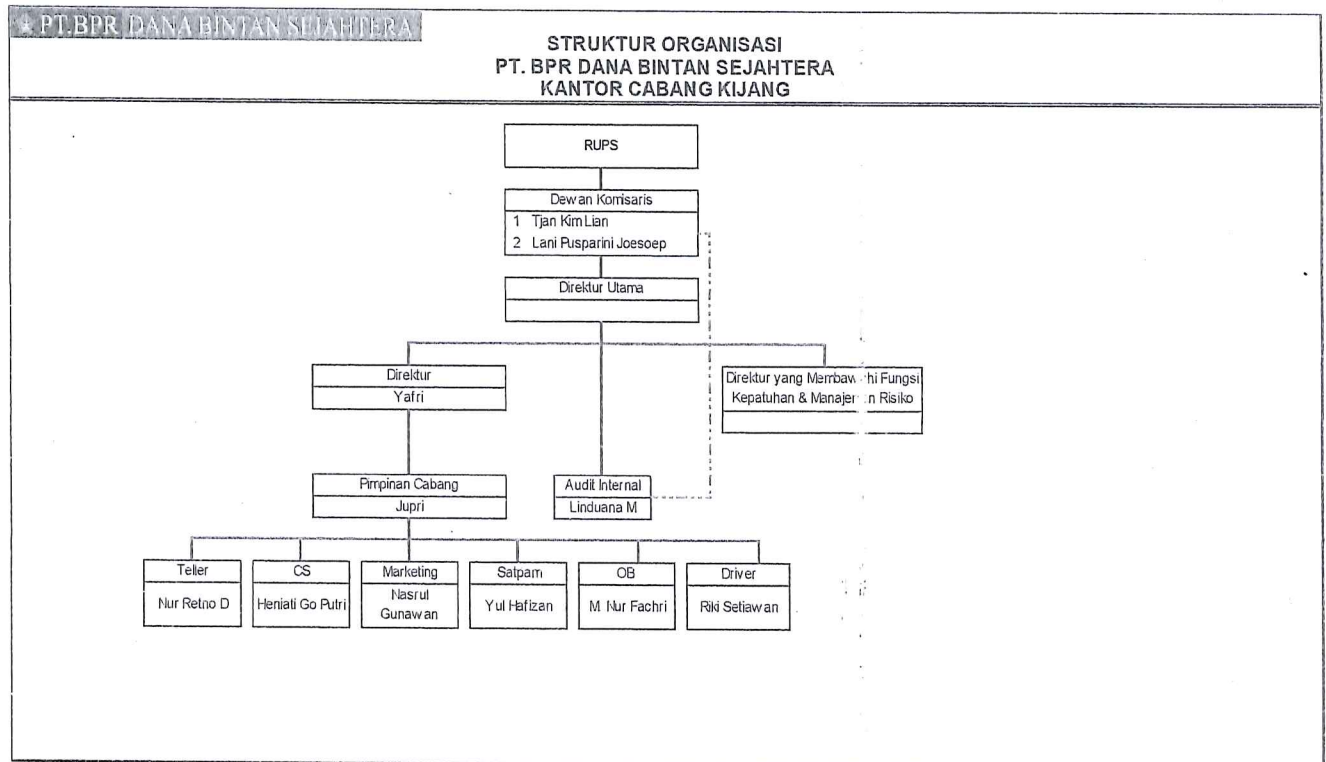 PT.BPR DANA BINTAN SEJAHTERA
STRUKTUR ORGANISASI
PT. BPR DANA BINTAN SEJAHTERA
KANTOR CABANG KIJANG
RUPS
Dewan Komisaris
1 Tjan Kim Lian
2 Lani Pusparini Joesoep
Direktur Utama
Direktur
Yafri
Direktur yang Membaw hi Fungsi
Kepatuhan & Manajer n Risiko
Pimpinan Cabang
Jupri
Audit Internal
Linduana M
Teller
Nur Retno D
CS
Heniati Go Putri
Marketing
Nasrul
Gunawan
Satpam
Yul Hafizan
OB
M. Nur Fachri
Driver
Riki Setiawan